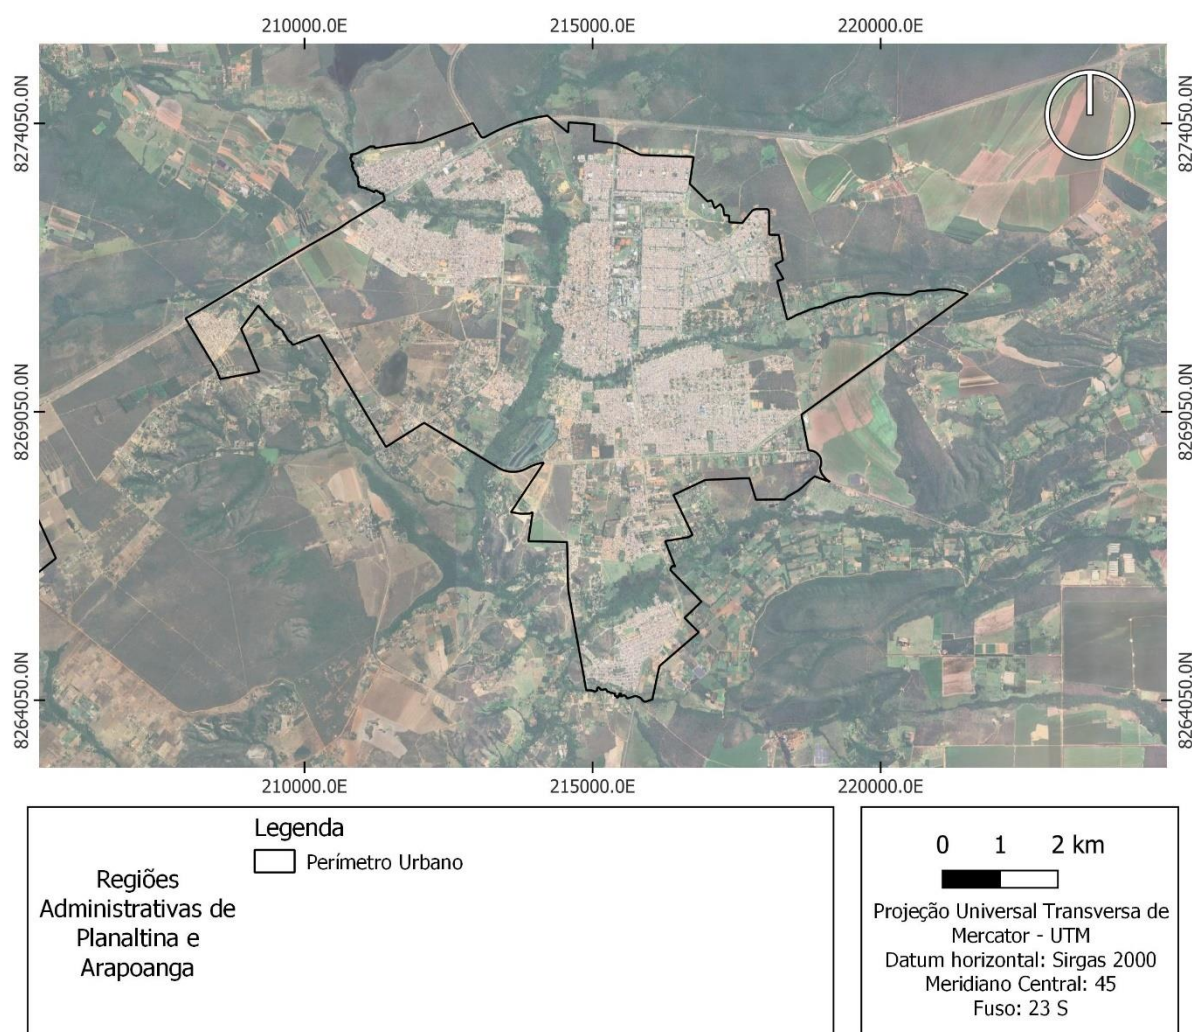 210000.0E 215000.0E 220000.0E
8274050.0N 8274050.0N
8269050.0N 8269050.0N
8264050.0N 8264050.0N
210000.0E 215000.0E 220000.0E
Regiões
Administrativas de
Planaltina e
Arapoanga
Legenda
Perímetro Urbano
0 1 2 km
Projeção Universal Transversa de
Mercator - UTM
Datum horizontal: Sirgas 2000
Meridiano Central: 45
Fuso: 23 S